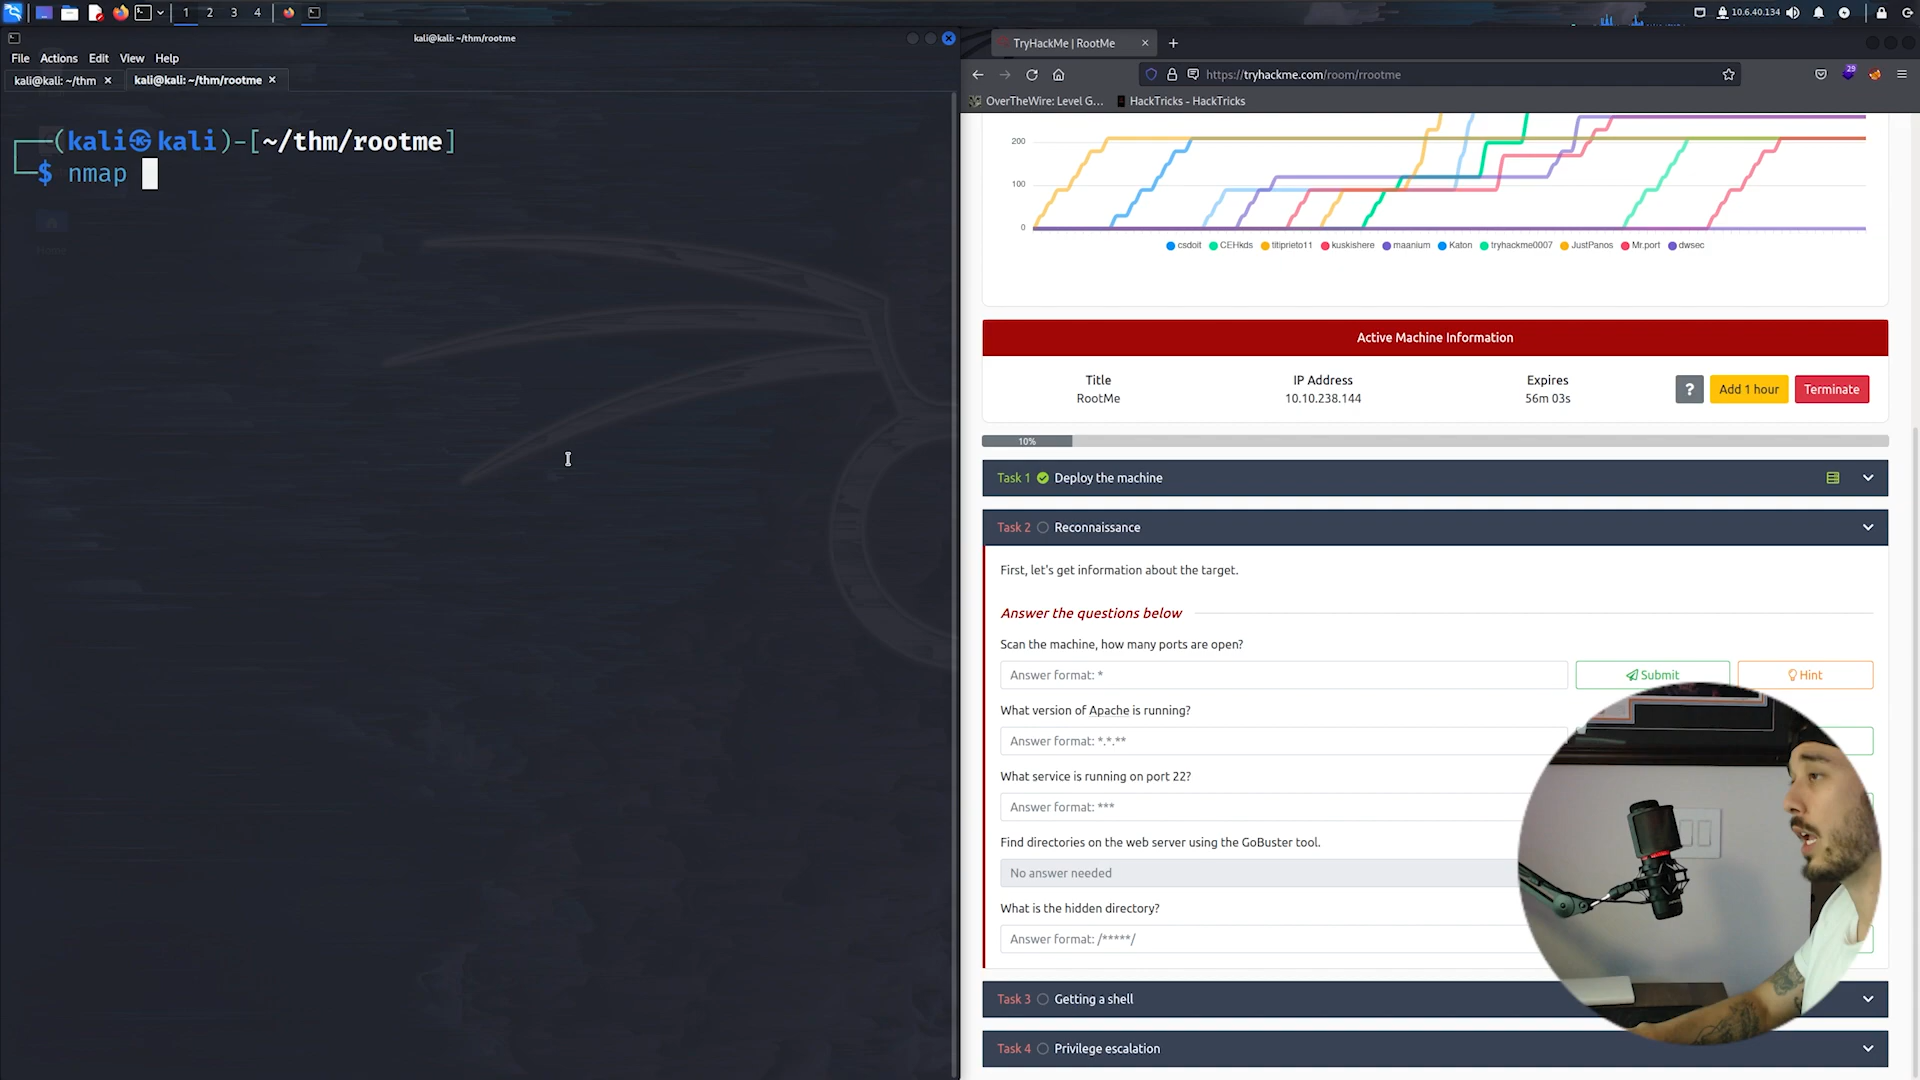 1 2 3 4
10.6.40.134
kali@kali: ~/thm/rootme
File Actions Edit View Help
kali@kali: ~/thm
kali@kali: ~/thm/rootme
(kali㉿kali)-[~/thm/rootme]
$ nmap
TryHackMe | RootMe
https://tryhackme.com/room/rrootme
29
OverTheWire: Level G...
HackTricks - HackTricks
200
100
0
csdoit CEHkds titiprieto11 kuskishere maanium Katon tryhackme0007 JustPanos Mr.port dwsec
Active Machine Information
Title
RootMe
IP Address
10.10.238.144
Expires
56m 03s
?
Add 1 hour
Terminate
10%
Task 1 Deploy the machine
Task 2 Reconnaissance
First, let's get information about the target.
Answer the questions below
Scan the machine, how many ports are open?
Answer format: *
Submit
Hint
What version of Apache is running?
Answer format: *.*.**
What service is running on port 22?
Answer format: ***
Find directories on the web server using the GoBuster tool.
No answer needed
What is the hidden directory?
Answer format: /*****/
Task 3 Getting a shell
Task 4 Privilege escalation